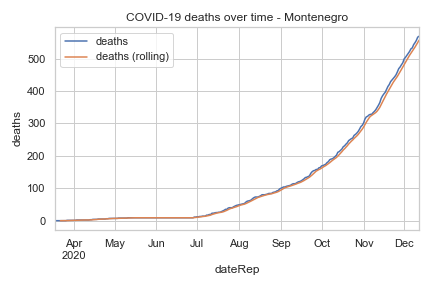 COVID-19 deaths over time - Montenegro
deaths
deaths (rolling)
500
400
300
200
100
0
deaths
Apr May Jun Jul Aug Sep Oct Nov Dec
2020
dateRep